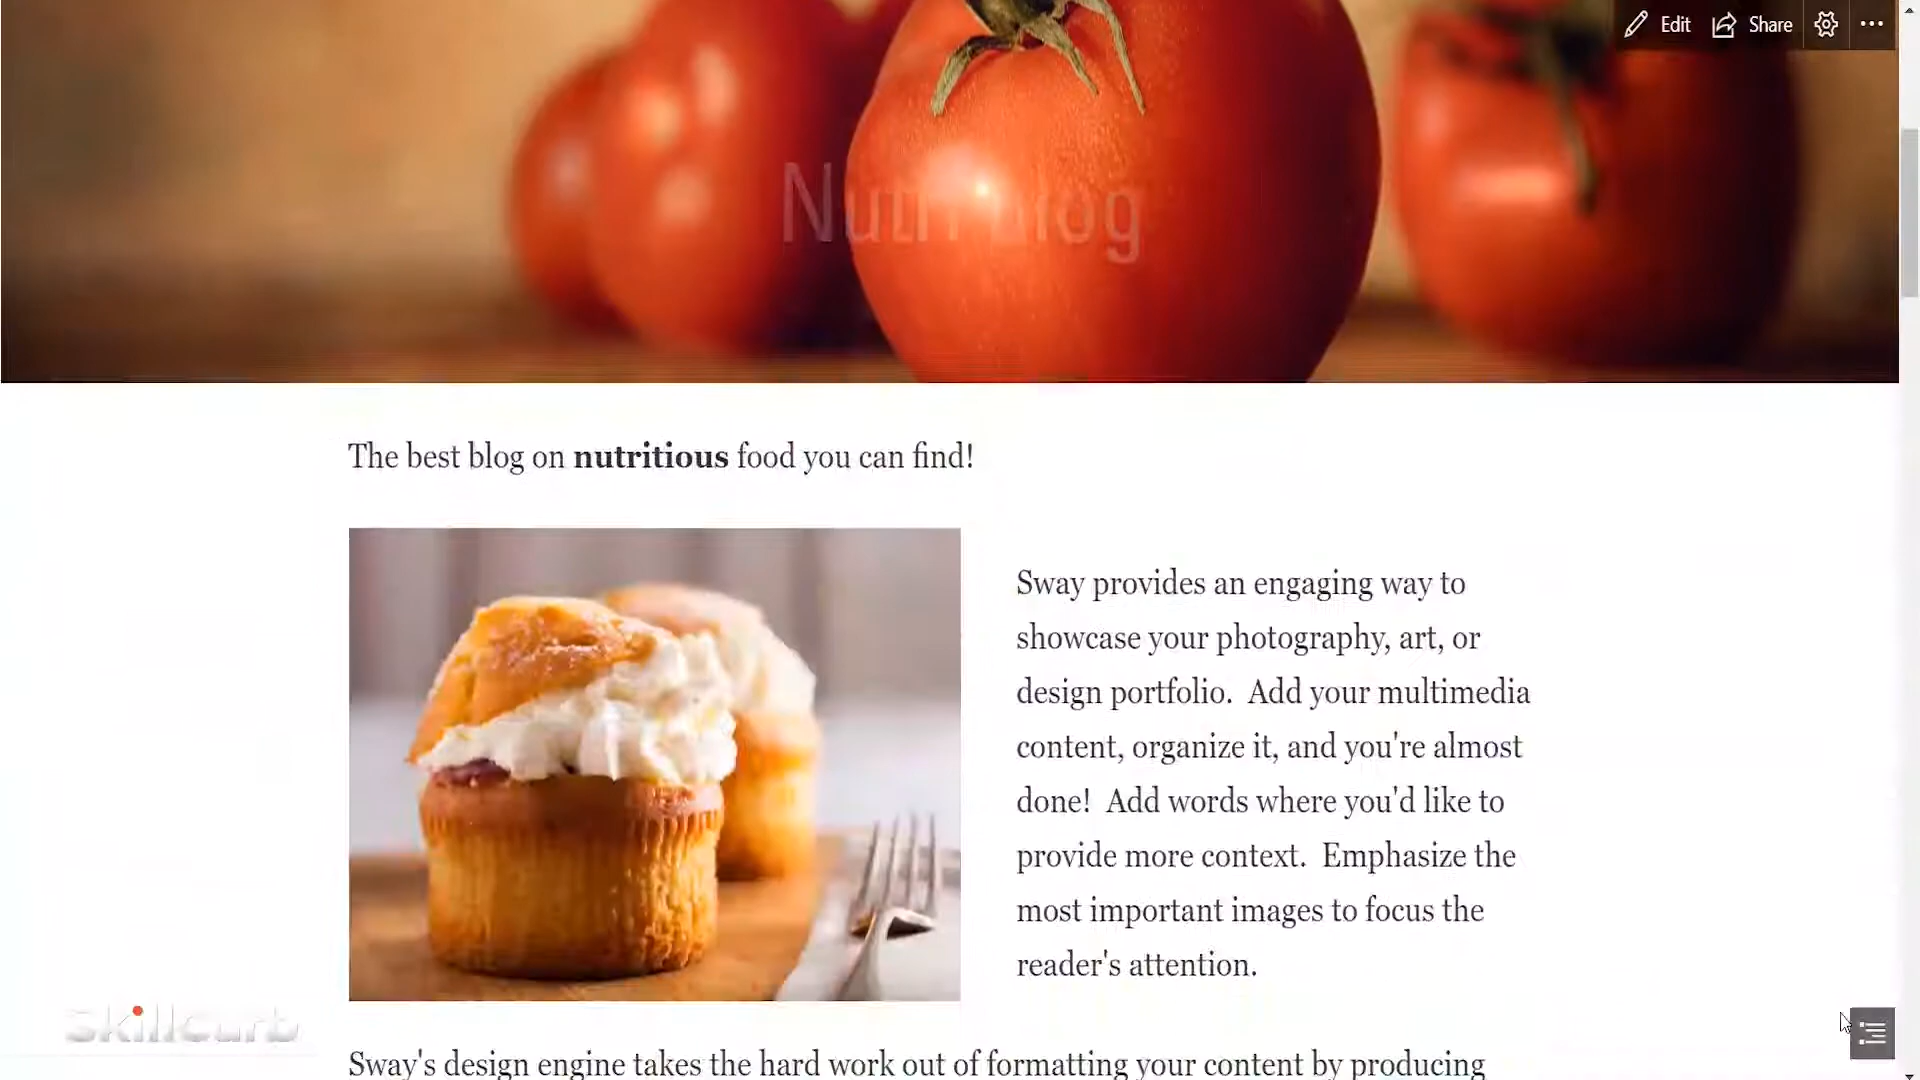 Edit Share
Nutri blog
The best blog on nutritious food you can find!
Sway provides an engaging way to
showcase your photography, art, or
design portfolio.  Add your multimedia
content, organize it, and you're almost
done!  Add words where you'd like to
provide more context.  Emphasize the
most important images to focus the
reader's attention.
skillcurb
Sway's design engine takes the hard work out of formatting your content by producing